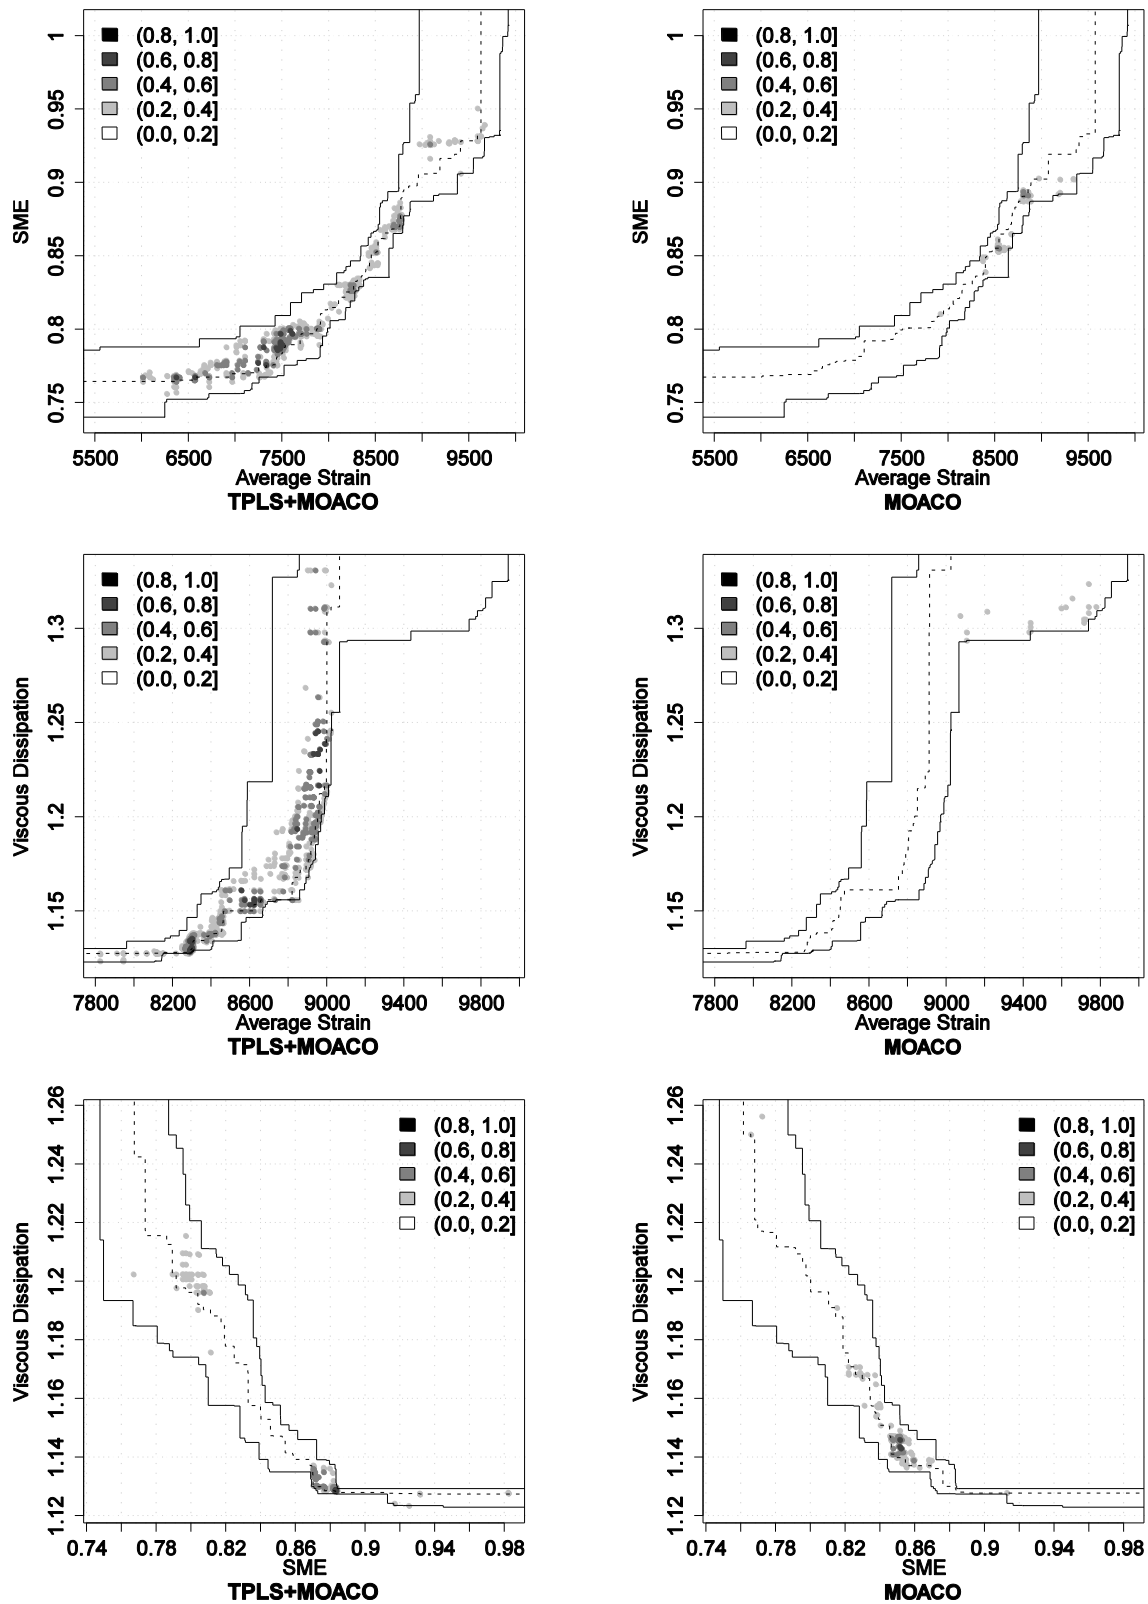 (0.8, 1.0]
(0.6, 0.8]
(0.4, 0.6]
(0.2, 0.4]
(0.0, 0.2]
SME
0.75 0.8 0.85 0.9 0.95 1
5500 6500 7500 8500 9500
Average Strain
TPLS+MOACO
(0.8, 1.0]
(0.6, 0.8]
(0.4, 0.6]
(0.2, 0.4]
(0.0, 0.2]
SME
0.75 0.8 0.85 0.9 0.95 1
5500 6500 7500 8500 9500
Average Strain
MOACO
(0.8, 1.0]
(0.6, 0.8]
(0.4, 0.6]
(0.2, 0.4]
(0.0, 0.2]
Viscous Dissipation
1.15 1.2 1.25 1.3
7800 8200 8600 9000 9400 9800
Average Strain
TPLS+MOACO
(0.8, 1.0]
(0.6, 0.8]
(0.4, 0.6]
(0.2, 0.4]
(0.0, 0.2]
Viscous Dissipation
1.15 1.2 1.25 1.3
7800 8200 8600 9000 9400 9800
Average Strain
MOACO
(0.8, 1.0]
(0.6, 0.8]
(0.4, 0.6]
(0.2, 0.4]
(0.0, 0.2]
Viscous Dissipation
1.12 1.14 1.16 1.18 1.2 1.22 1.24 1.26
0.74 0.78 0.82 0.86 0.9 0.94 0.98
SME
TPLS+MOACO
(0.8, 1.0]
(0.6, 0.8]
(0.4, 0.6]
(0.2, 0.4]
(0.0, 0.2]
Viscous Dissipation
1.12 1.14 1.16 1.18 1.2 1.22 1.24 1.26
0.74 0.78 0.82 0.86 0.9 0.94 0.98
SME
MOACO